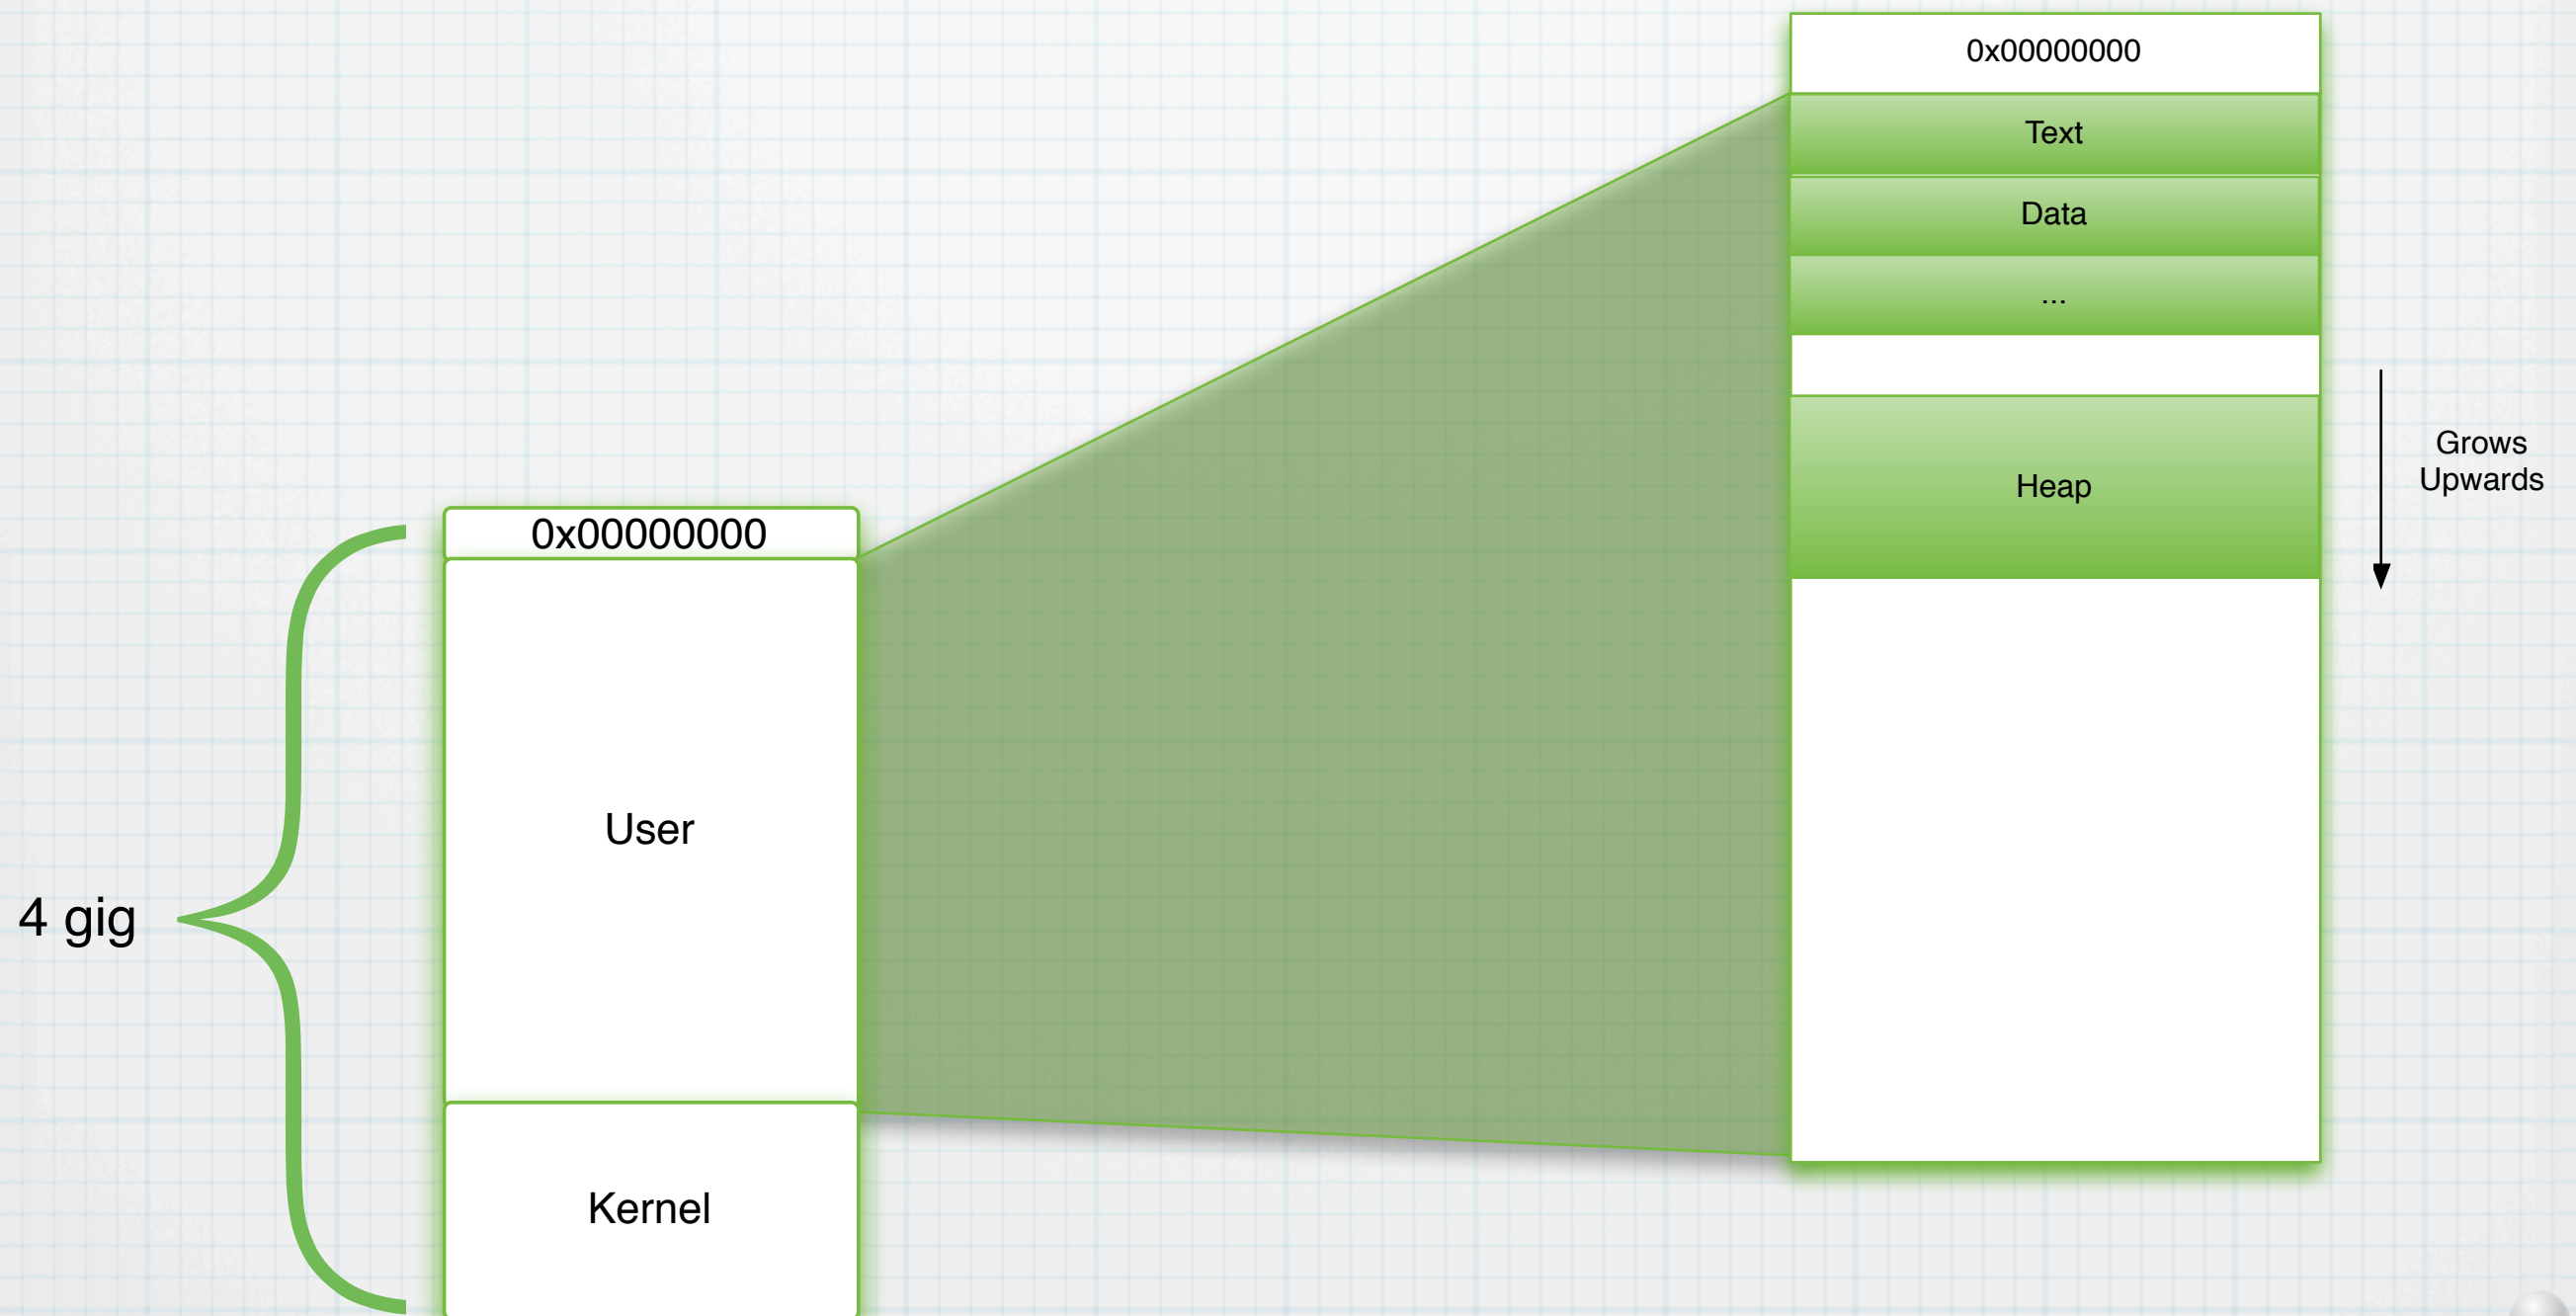 4 gig
0x00000000
User
Kernel
0x00000000
Text
Data
...
Heap
Grows
Upwards